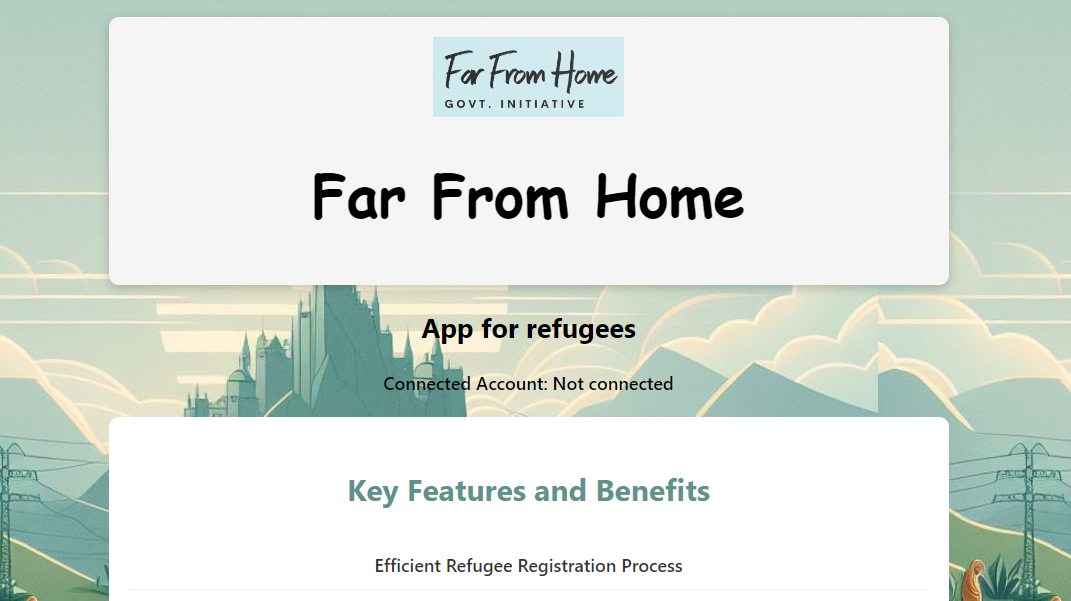 Far From Home
GOVT. INITIATIVE
Far From Home
App for refugees
Connected Account: Not connected
Key Features and Benefits
Efficient Refugee Registration Process